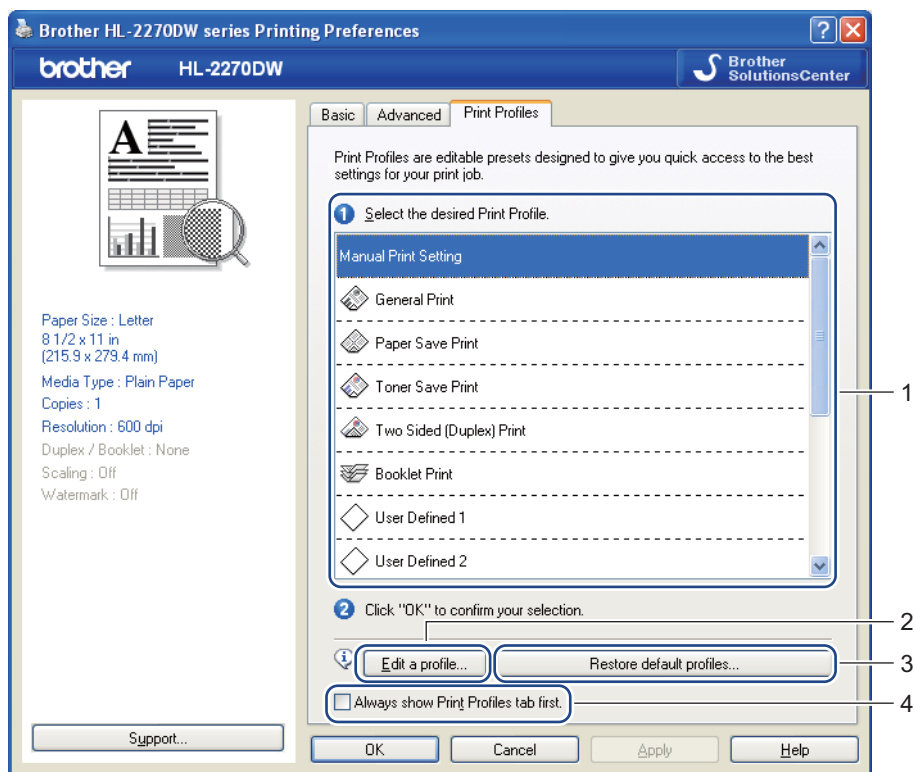 Brother HL-2270DW series Printing Preferences
brother HL-2270DW
Brother
SolutionsCenter
A
Paper Size : Letter
8 1/2 x 11 in
(215.9 x 279.4 mm)
Media Type : Plain Paper
Copies : 1
Resolution : 600 dpi
Duplex / Booklet : None
Scaling : Off
Watermark : Off
Support...
Basic Advanced Print Profiles
Print Profiles are editable presets designed to give you quick access to the best
settings for your print job.
1 Select the desired Print Profile.
Manual Print Setting
General Print
Paper Save Print
Toner Save Print
Two Sided (Duplex) Print
Booklet Print
User Defined 1
User Defined 2
2 Click "OK" to confirm your selection.
Edit a profile... Restore default profiles...
Always show Print Profiles tab first.
OK Cancel Apply Help
1
2
3
4